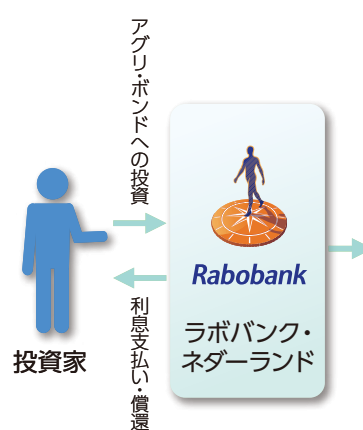 アグリ・ボンドへの投資
投資家
利息支払い・償還
Rabobank
ラボバンク・
ネダーランド